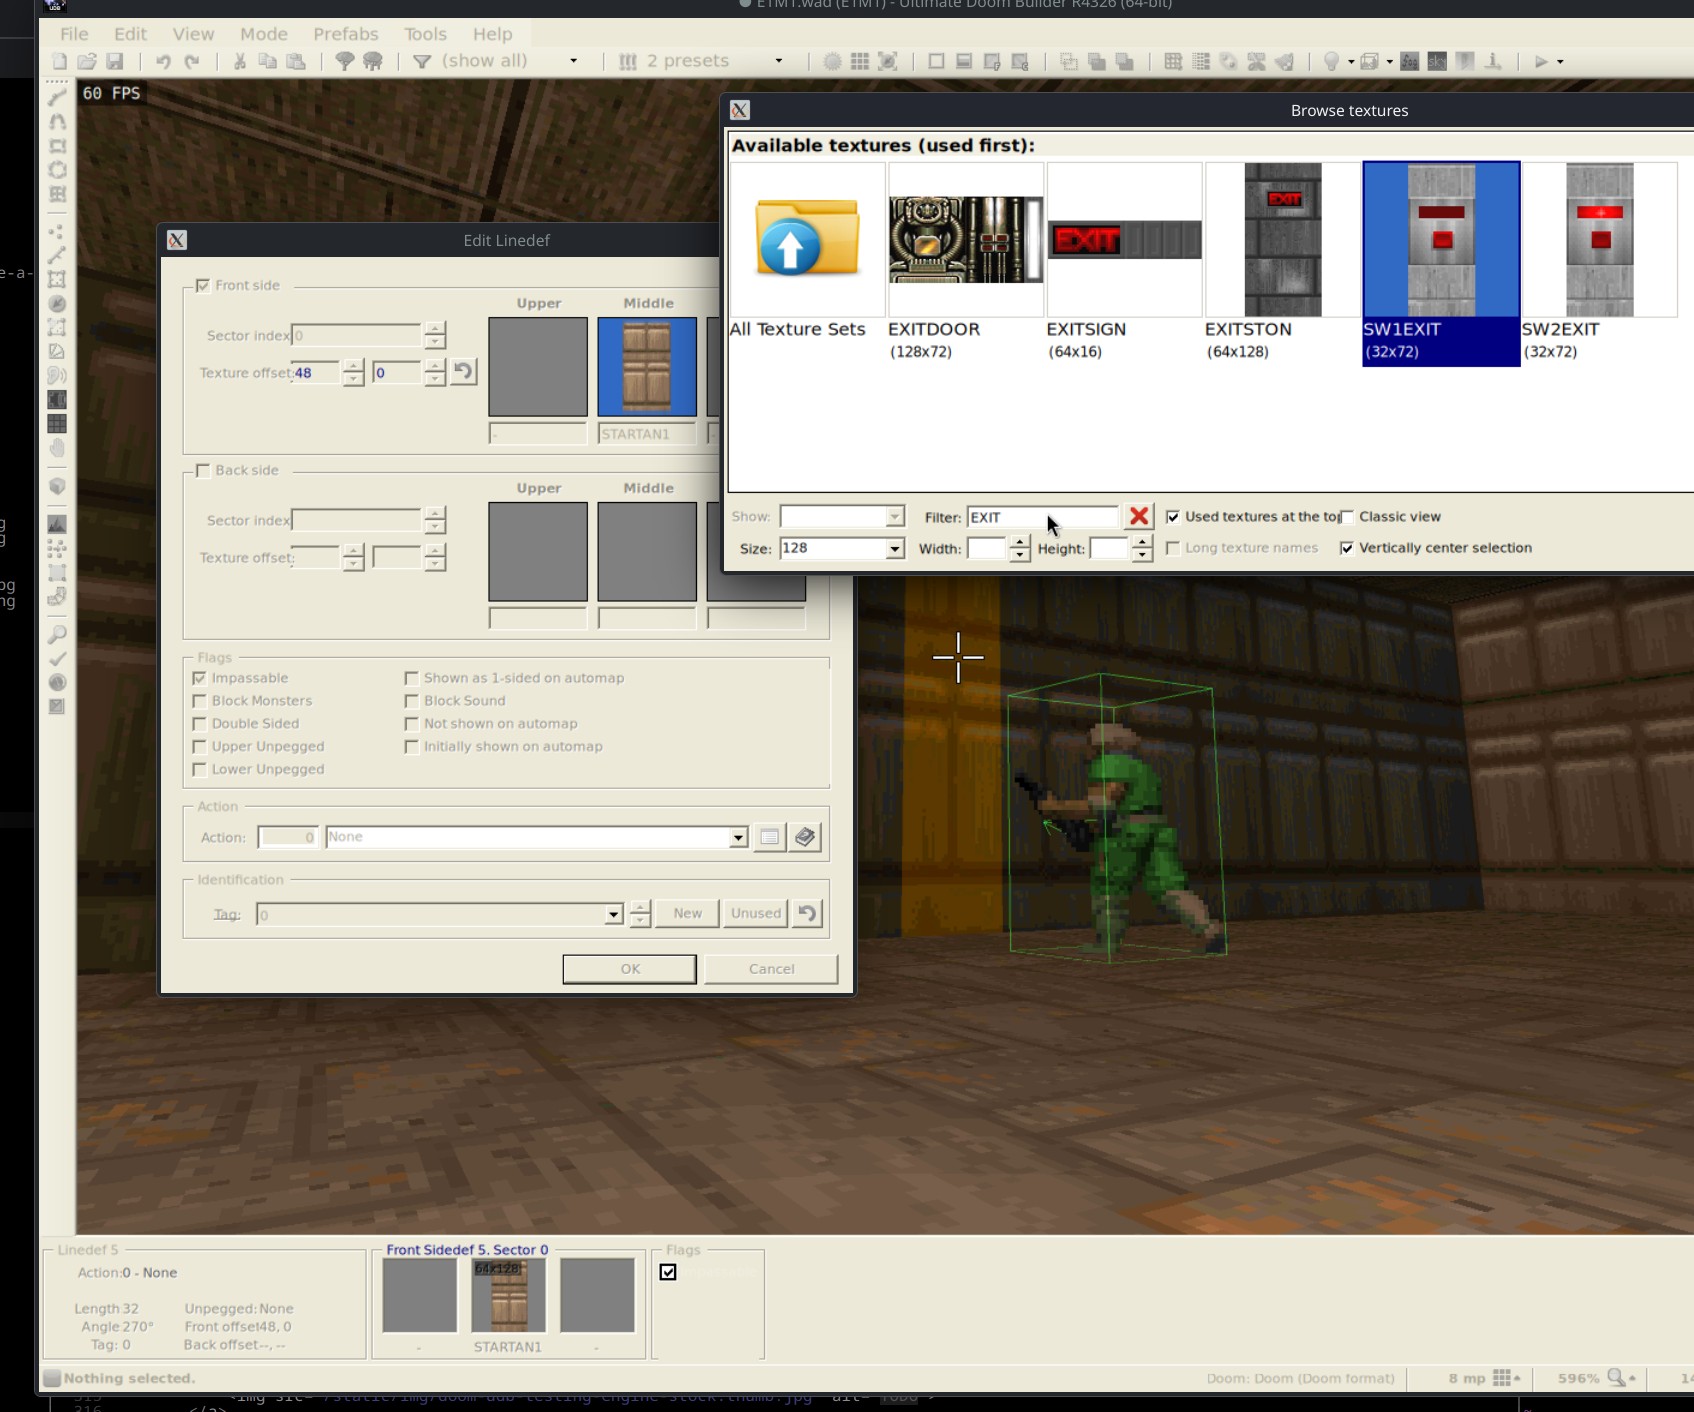 E1M1.wad (E1M1) - Ultimate Doom Builder R4326 (64-bit)
File Edit View Mode Prefabs Tools Help
(show all) 2 presets
60 FPS
Browse textures
Available textures (used first):
All Texture Sets
EXITDOOR
(128x72)
EXITSIGN
(64x16)
EXITSTON
(64x128)
SW1EXIT
(32x72)
SW2EXIT
(32x72)
EXIT
EXIT
Show:
Filter: EXIT
Used textures at the top
Classic view
Size: 128
Width:
Height:
Long texture names
Vertically center selection
Edit Linedef
Front side
Upper Middle
Sector index 0
Texture offset: 48 0
- STARTAN1 -
Back side
Upper Middle
Sector index
Texture offset:
Flags
Impassable
Shown as 1-sided on automap
Block Monsters
Block Sound
Double Sided
Not shown on automap
Upper Unpegged
Initially shown on automap
Lower Unpegged
Action
Action: 0 None
Identification
Tag: 0 New Unused
OK Cancel
Linedef 5
Action: 0 - None
Length 32 Unpegged: None
Angle 270° Front offset 48, 0
Tag: 0 Back offset --, --
Front Sidedef 5. Sector 0
64x128
- STARTAN1 -
Flags
Nothing selected.
Doom: Doom (Doom format) 8 mp 596%
316 </a>